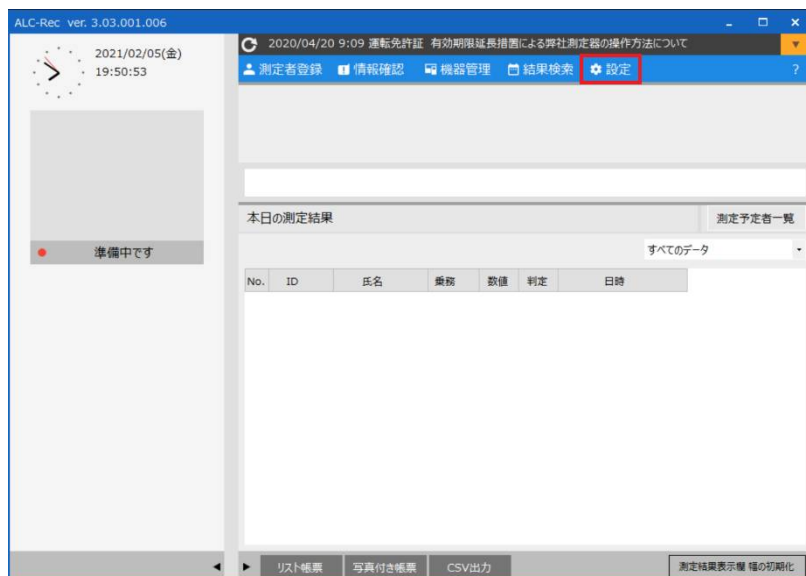 ALC-Rec ver. 3.03.001.006
2021/02/05(金)
19:50:53
2020/04/20 9:09 運転免許証 有効期限延長措置による弊社測定器の操作方法について
測定者登録 情報確認 機器管理 結果検索 設定 ?
準備中です
本日の測定結果 測定予定者一覧
すべてのデータ
No. ID 氏名 乗務 数値 判定 日時
リスト帳票 写真付き帳票 CSV出力 測定結果表示欄 幅の初期化